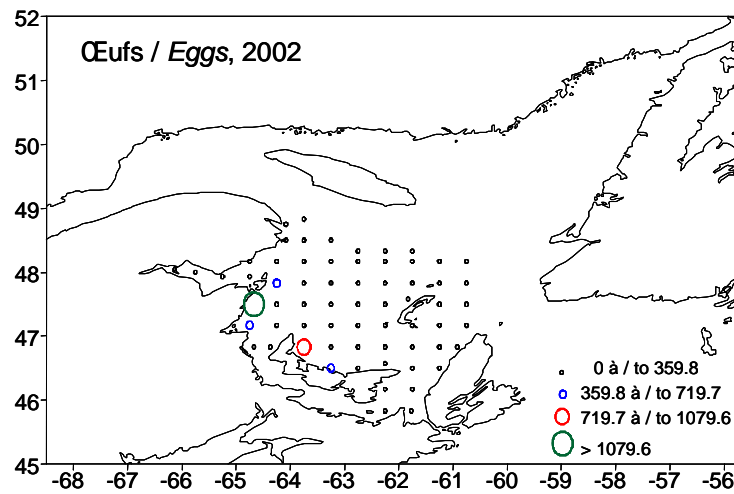 Œufs / Eggs, 2002
52
51
50
49
48
47
46
45
0 à / to 359.8
359.8 à / to 719.7
719.7 à / to 1079.6
> 1079.6
-68 -67 -66 -65 -64 -63 -62 -61 -60 -59 -58 -57 -56